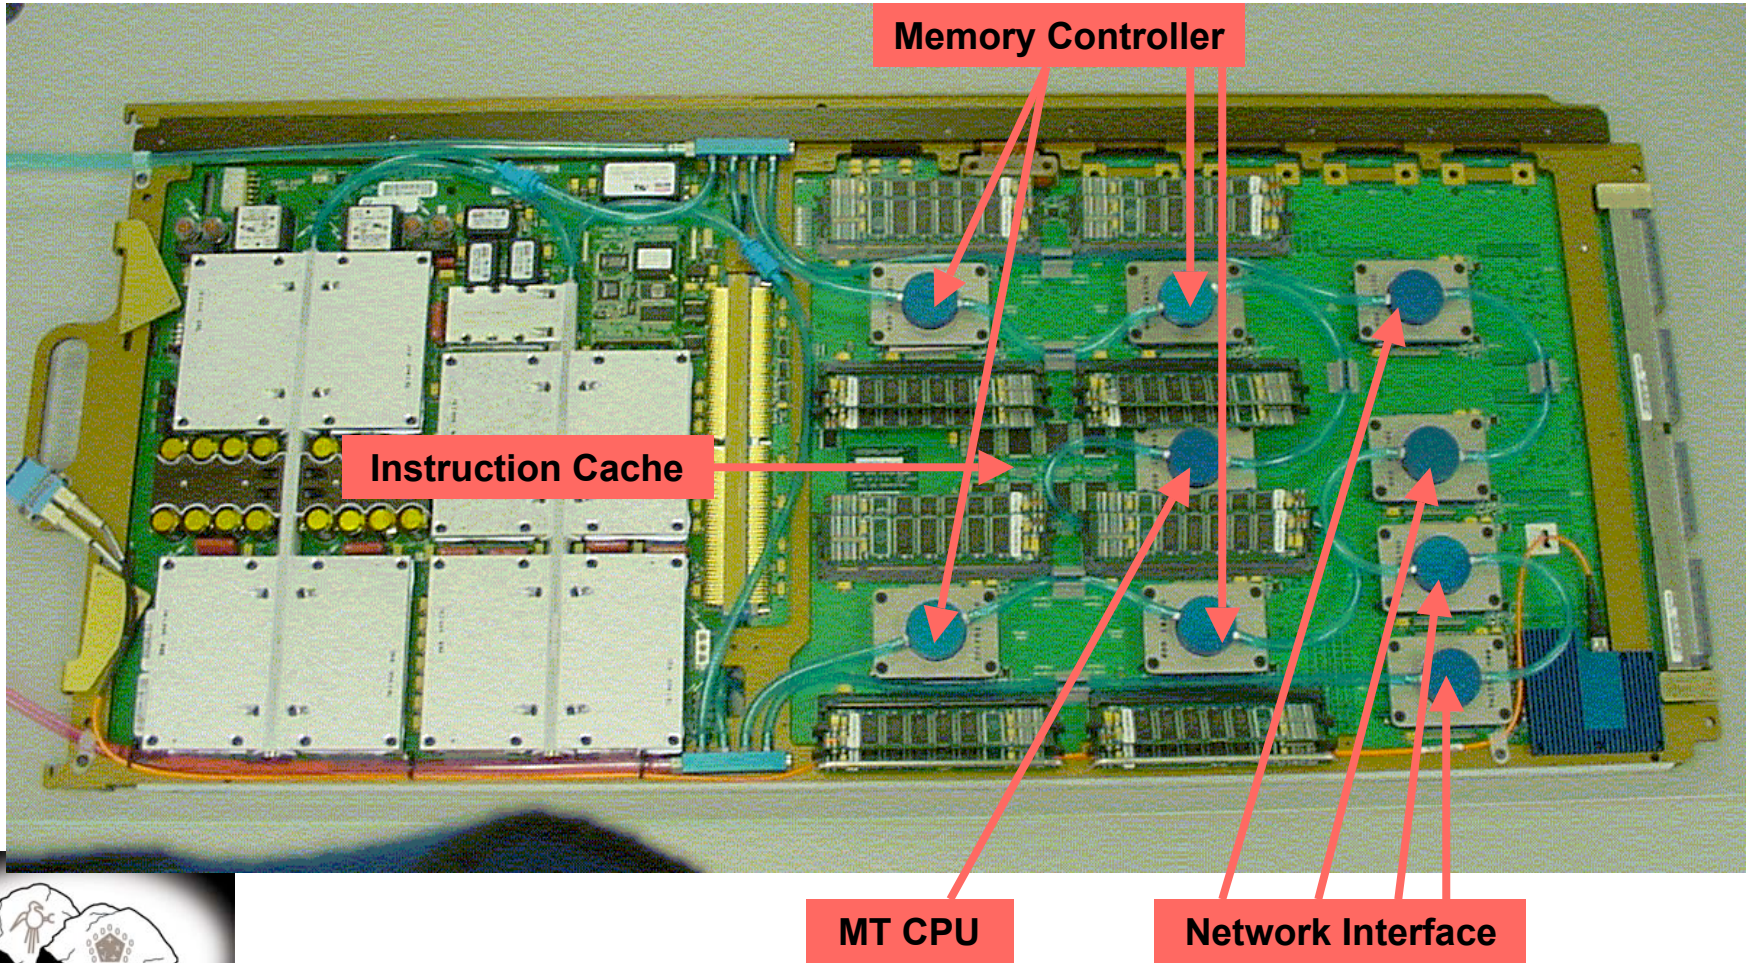 Memory Controller
Instruction Cache
MT CPU
Network Interface